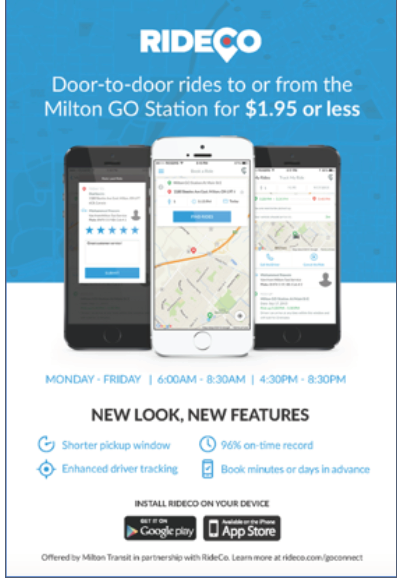 RIDECO
Door-to-door rides to or from the
Milton GO Station for $1.95 or less
Book a Ride
MONDAY - FRIDAY | 6:00AM - 8:30AM | 4:30PM - 8:30PM
NEW LOOK, NEW FEATURES
Shorter pickup window
96% on-time record
Enhanced driver tracking
Book minutes or days in advance
INSTALL RIDECO ON YOUR DEVICE
GET IT ON
Google play
Available on the iPhone
App Store
Offered by Milton Transit in partnership with RideCo. Learn more at rideco.com/goconnect